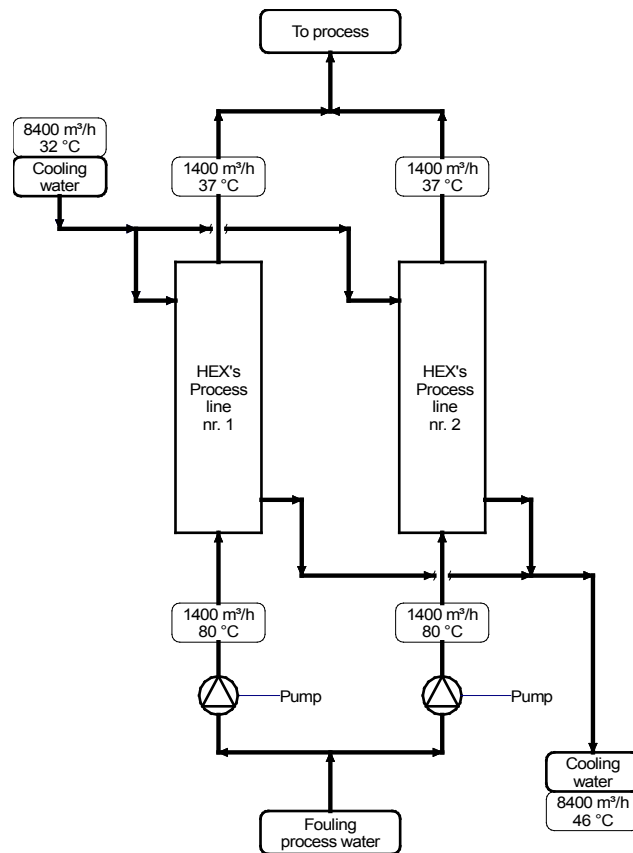 To process
8400 m³/h
32 °C
Cooling
water
1400 m³/h
37 °C
1400 m³/h
37 °C
HEX's
Process
line
nr. 1
HEX's
Process
line
nr. 2
1400 m³/h
80 °C
1400 m³/h
80 °C
Pump
Pump
Cooling
water
8400 m³/h
46 °C
Fouling
process water